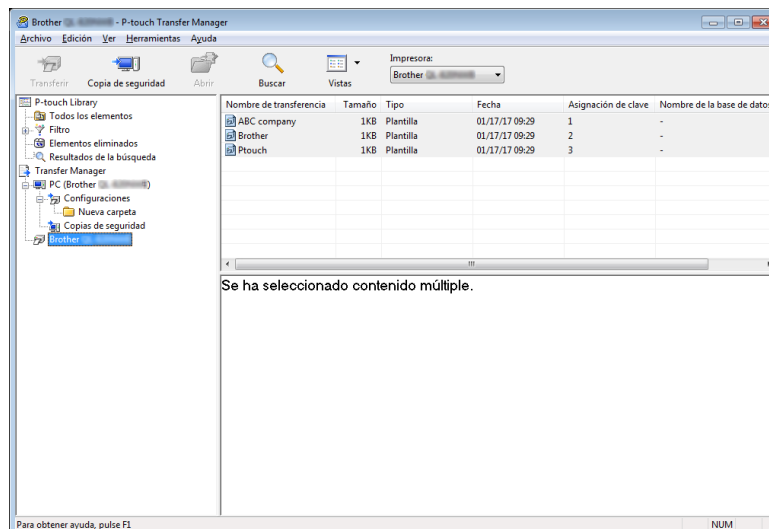 Brother - P-touch Transfer Manager
Archivo Edición Ver Herramientas Ayuda
Transferir Copia de seguridad Abrir Buscar Vistas
Impresora:
Brother
P-touch Library
Todos los elementos
Filtro
Elementos eliminados
Resultados de la búsqueda
Transfer Manager
PC (Brother )
Configuraciones
Nueva carpeta
Copias de seguridad
Brother
Nombre de transferencia Tamaño Tipo Fecha Asignación de clave Nombre de la base de datos
ABC company 1KB Plantilla 01/17/17 09:29 1 -
Brother 1KB Plantilla 01/17/17 09:29 2 -
Ptouch 1KB Plantilla 01/17/17 09:29 3 -
Se ha seleccionado contenido múltiple.
Para obtener ayuda, pulse F1 NUM